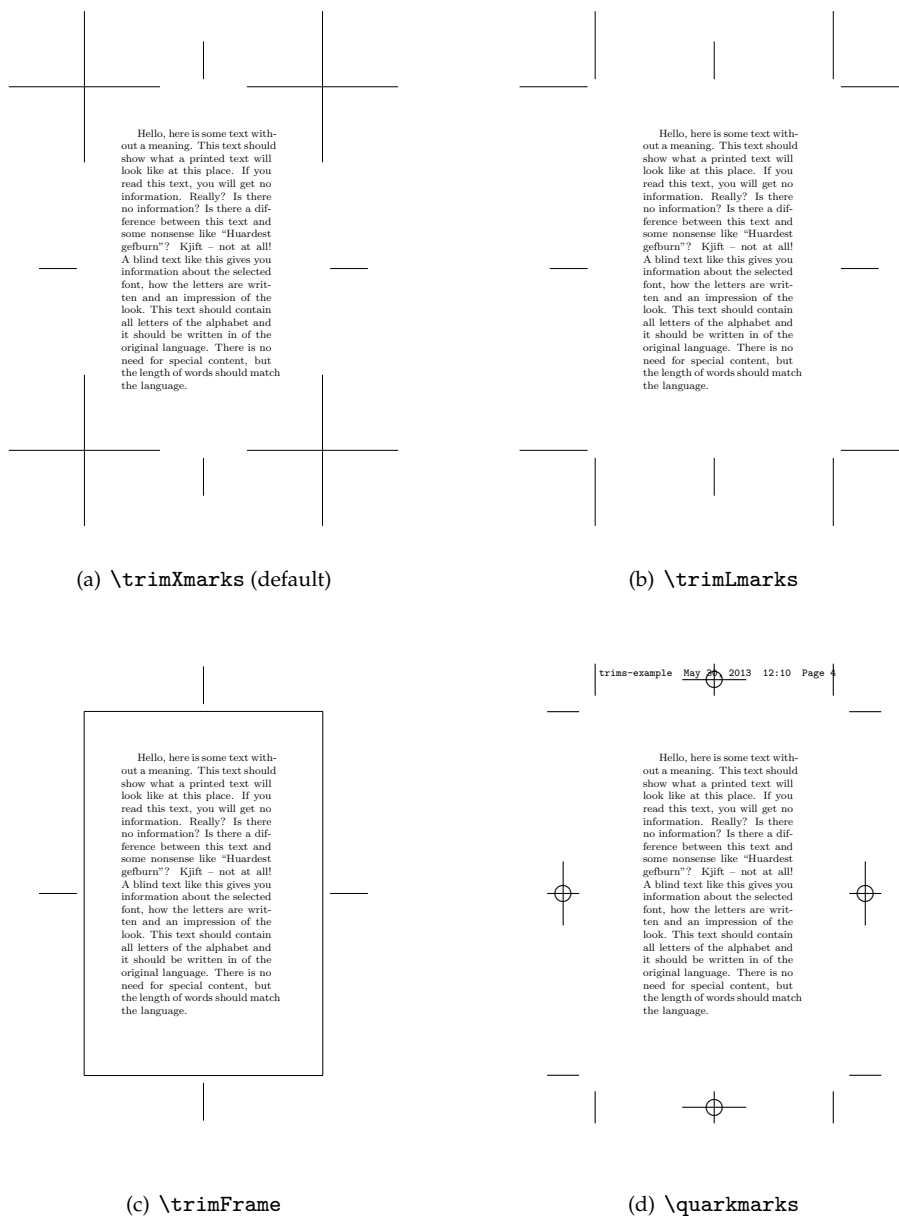 Hello, here is some text with-
out a meaning. This text should
show what a printed text will
look like at this place. If you
read this text, you will get no
information. Really? Is there
no information? Is there a dif-
ference between this text and
some nonsense like “Huardest
gefburn”? Kjift – not at all!
A blind text like this gives you
information about the selected
font, how the letters are writ-
ten and an impression of the
look. This text should contain
all letters of the alphabet and
it should be written in of the
original language. There is no
need for special content, but
the length of words should match
the language.
(a) \trimXmarks (default)
Hello, here is some text with-
out a meaning. This text should
show what a printed text will
look like at this place. If you
read this text, you will get no
information. Really? Is there
no information? Is there a dif-
ference between this text and
some nonsense like “Huardest
gefburn”? Kjift – not at all!
A blind text like this gives you
information about the selected
font, how the letters are writ-
ten and an impression of the
look. This text should contain
all letters of the alphabet and
it should be written in of the
original language. There is no
need for special content, but
the length of words should match
the language.
(b) \trimLmarks
Hello, here is some text with-
out a meaning. This text should
show what a printed text will
look like at this place. If you
read this text, you will get no
information. Really? Is there
no information? Is there a dif-
ference between this text and
some nonsense like “Huardest
gefburn”? Kjift – not at all!
A blind text like this gives you
information about the selected
font, how the letters are writ-
ten and an impression of the
look. This text should contain
all letters of the alphabet and
it should be written in of the
original language. There is no
need for special content, but
the length of words should match
the language.
(c) \trimFrame
trims-example May 2013 12:10 Page 4
Hello, here is some text with-
out a meaning. This text should
show what a printed text will
look like at this place. If you
read this text, you will get no
information. Really? Is there
no information? Is there a dif-
ference between this text and
some nonsense like “Huardest
gefburn”? Kjift – not at all!
A blind text like this gives you
information about the selected
font, how the letters are writ-
ten and an impression of the
look. This text should contain
all letters of the alphabet and
it should be written in of the
original language. There is no
need for special content, but
the length of words should match
the language.
(d) \quarkmarks